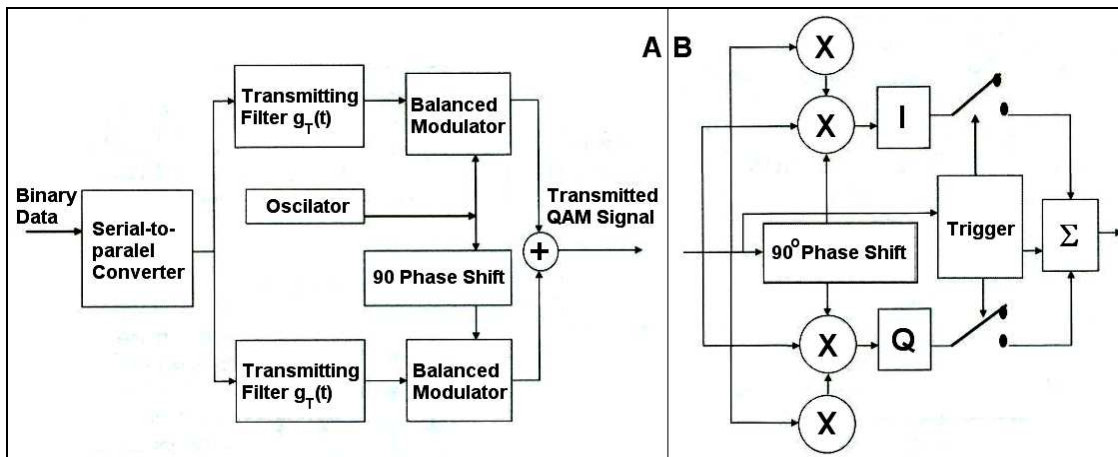 A
B
Transmitting
Filter g_T(t)
Balanced
Modulator
Binary
Data
Serial-to-
paralel
Converter
Oscilator
Transmitted
QAM Signal
+
90 Phase Shift
Transmitting
Filter g_T(t)
Balanced
Modulator
X
X
I
Trigger
Σ
90° Phase Shift
X
Q
X